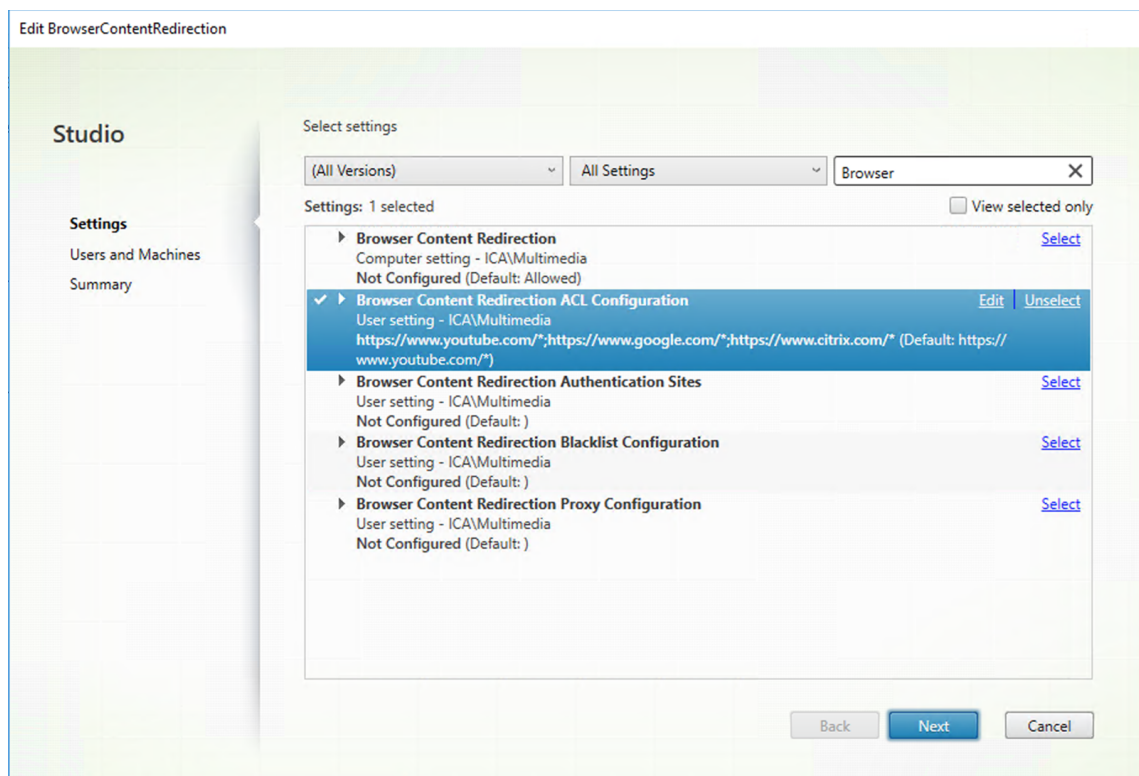 Edit BrowserContentRedirection
Studio
Settings
Users and Machines
Summary
Select settings
(All Versions) All Settings Browser
Settings: 1 selected View selected only
Browser Content Redirection Select
Computer setting - ICA\Multimedia
Not Configured (Default: Allowed)
Browser Content Redirection ACL Configuration Edit Unselect
User setting - ICA\Multimedia
https://www.youtube.com/*;https://www.google.com/*;https://www.citrix.com/* (Default: https://
www.youtube.com/*)
Browser Content Redirection Authentication Sites Select
User setting - ICA\Multimedia
Not Configured (Default: )
Browser Content Redirection Blacklist Configuration Select
User setting - ICA\Multimedia
Not Configured (Default: )
Browser Content Redirection Proxy Configuration Select
User setting - ICA\Multimedia
Not Configured (Default: )
Back Next Cancel